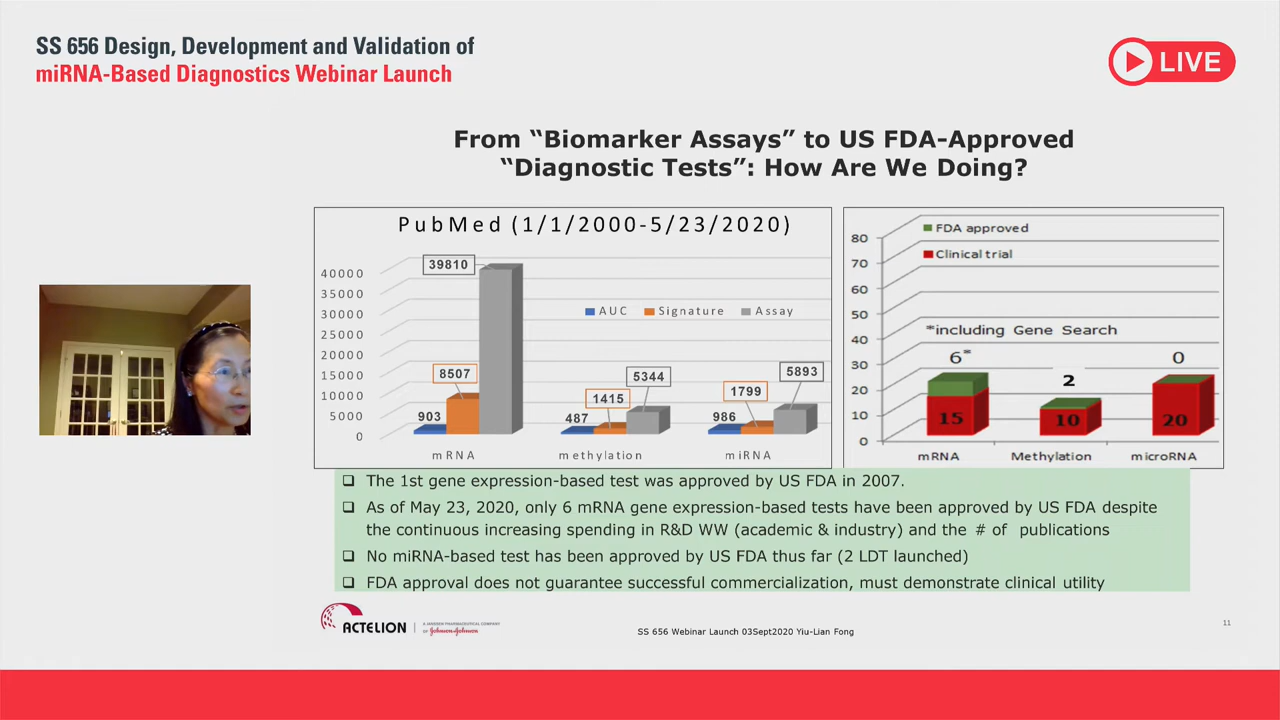 SS 656 Design, Development and Validation of
miRNA-Based Diagnostics Webinar Launch
LIVE
From “Biomarker Assays” to US FDA-Approved
“Diagnostic Tests”: How Are We Doing?
PubMed (1/1/2000-5/23/2020)
40000
35000
30000
25000
20000
15000
10000
5000
0
39810
8507
903
AUC Signature Assay
487
1415
5344
986
1799
5893
mRNA methylation miRNA
80
70
60
50
40
30
20
10
0
FDA approved
Clinical trial
*including Gene Search
6* 2 0
15 10 20
mRNA Methylation microRNA
❑ The 1st gene expression-based test was approved by US FDA in 2007.
❑ As of May 23, 2020, only 6 mRNA gene expression-based tests have been approved by US FDA despite
the continuous increasing spending in R&D WW (academic & industry) and the # of publications
❑ No miRNA-based test has been approved by US FDA thus far (2 LDT launched)
❑ FDA approval does not guarantee successful commercialization, must demonstrate clinical utility
ACTELION
A JANSSEN PHARMACEUTICAL COMPANY
OF Johnson&Johnson
SS 656 Webinar Launch 03Sept2020 Yiu-Lian Fong
11